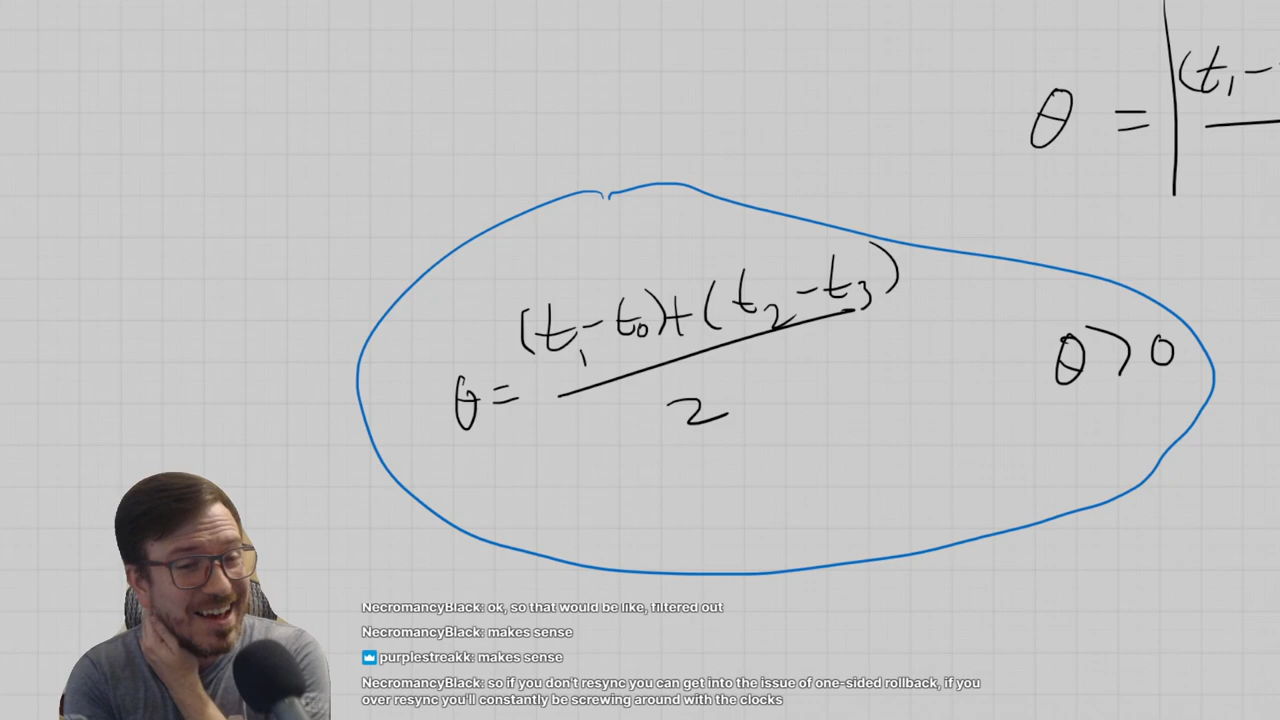 θ = |(t₁ -
θ = (t₁ - t₀) + (t₂ - t₃) / 2
θ > 0
NecromancyBlack: ok, so that would be like, filtered out
NecromancyBlack: makes sense
purplestreakk: makes sense
NecromancyBlack: so if you don't resync you can get into the issue of one-sided rollback, if you
over resync you'll constantly be screwing around with the clocks